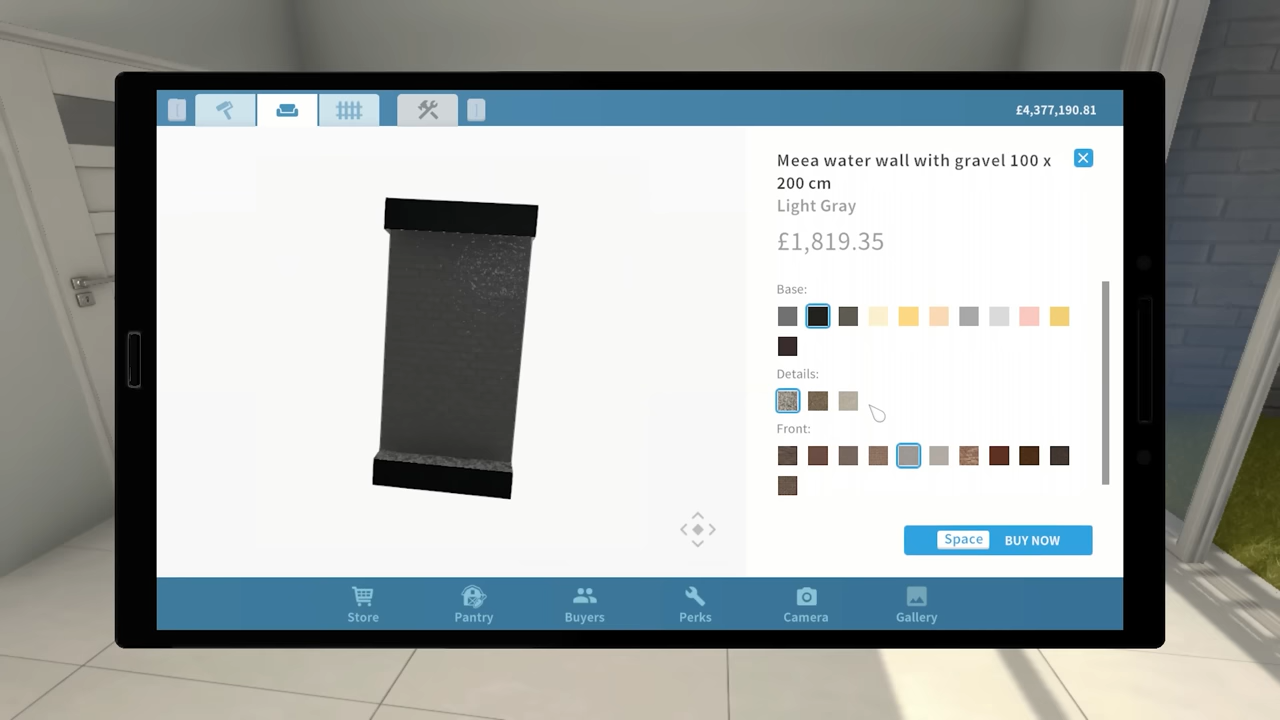 £4,377,190.81
Meea water wall with gravel 100 x
200 cm
Light Gray
£1,819.35
Base:
Details:
Front:
Space BUY NOW
Store Pantry Buyers Perks Camera Gallery